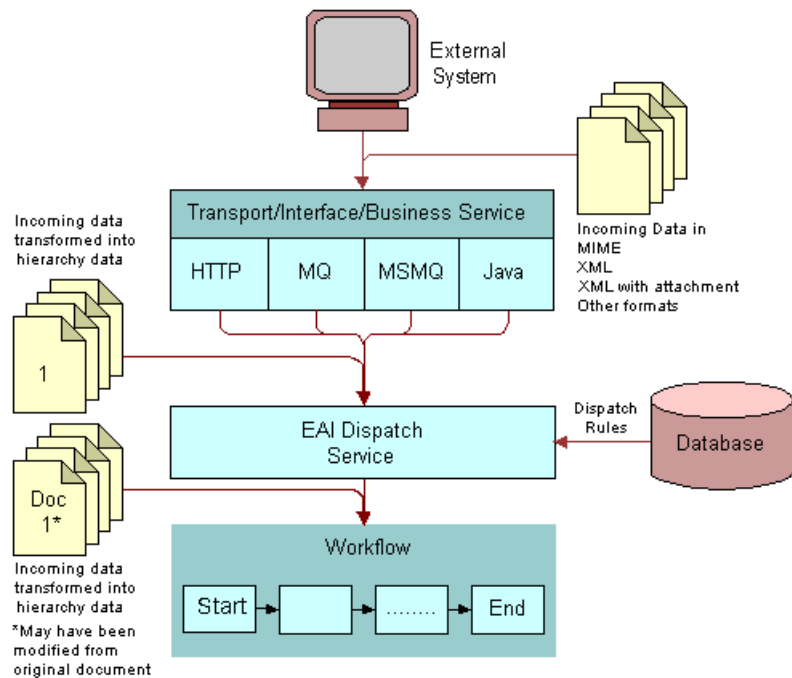 External
System
Transport/Interface/Business Service
HTTP
MQ
MSMQ
Java
Incoming Data in
MIME
XML
XML with attachment
Other formats
Incoming data
transformed into
hierarchy data
1
EAI Dispatch
Service
Dispatch
Rules
Database
Doc
1*
Incoming data
transformed into
hierarchy data
*May have been
modified from
original document
Workflow
Start
........
End